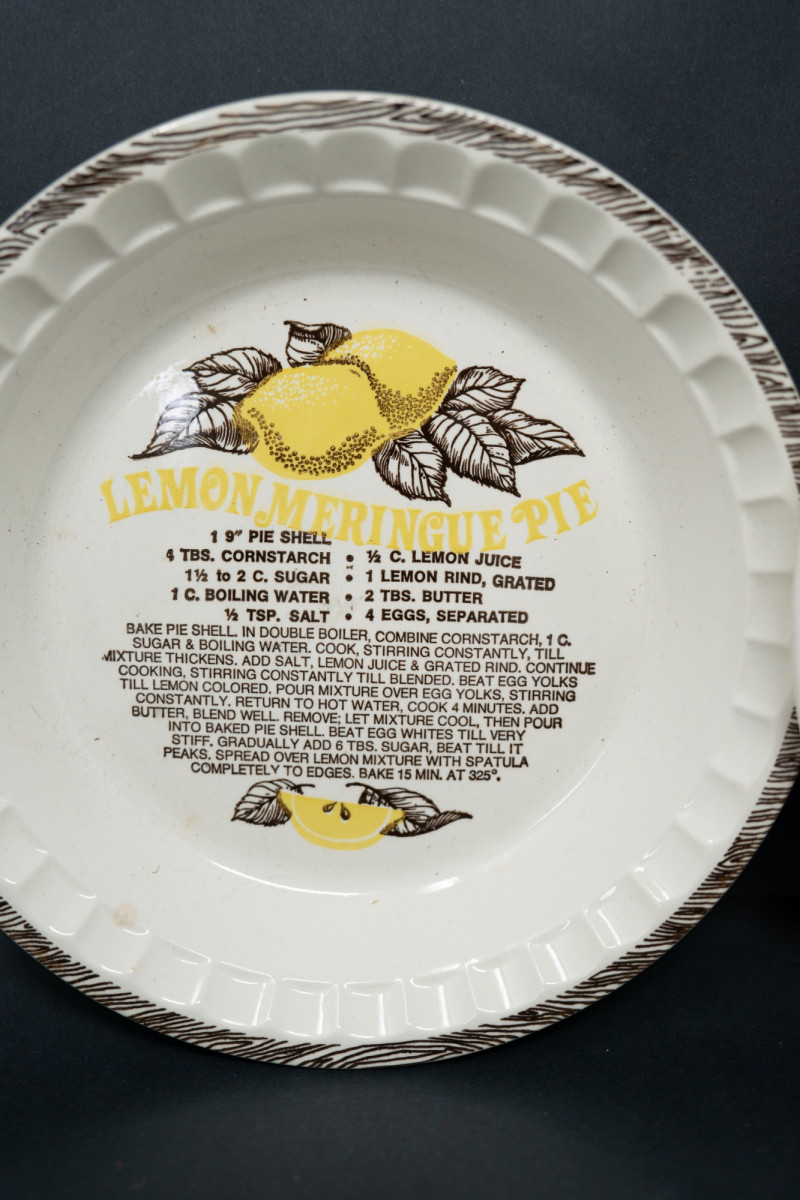 LEMON MERINGUE PIE
1 9" PIE SHELL
4 TBS. CORNSTARCH • ½ C. LEMON JUICE
1½ to 2 C. SUGAR • 1 LEMON RIND, GRATED
1 C. BOILING WATER • 2 TBS. BUTTER
½ TSP. SALT • 4 EGGS, SEPARATED
BAKE PIE SHELL. IN DOUBLE BOILER, COMBINE CORNSTARCH, 1 C.
SUGAR & BOILING WATER. COOK, STIRRING CONSTANTLY, TILL
MIXTURE THICKENS. ADD SALT, LEMON JUICE & GRATED RIND. CONTINUE
COOKING, STIRRING CONSTANTLY TILL BLENDED. BEAT EGG YOLKS
TILL LEMON COLORED. POUR MIXTURE OVER EGG YOLKS, STIRRING
CONSTANTLY. RETURN TO HOT WATER, COOK 4 MINUTES. ADD
BUTTER, BLEND WELL. REMOVE; LET MIXTURE COOL, THEN POUR
INTO BAKED PIE SHELL. BEAT EGG WHITES TILL VERY
STIFF. GRADUALLY ADD 6 TBS. SUGAR, BEAT TILL IT
PEAKS. SPREAD OVER LEMON MIXTURE WITH SPATULA
COMPLETELY TO EDGES. BAKE 15 MIN. AT 325°.